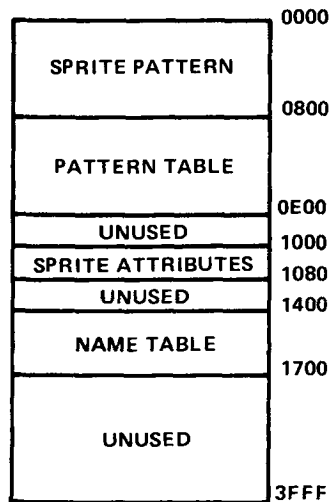 0000
SPRITE PATTERN
0800
PATTERN TABLE
0E00
UNUSED
1000
SPRITE ATTRIBUTES
1080
UNUSED
1400
NAME TABLE
1700
UNUSED
3FFF